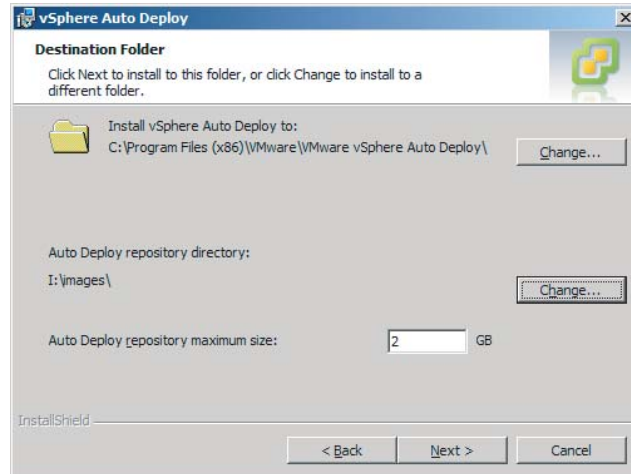 vSphere Auto Deploy
Destination Folder
Click Next to install to this folder, or click Change to install to a
different folder.
Install vSphere Auto Deploy to:
C:\Program Files (x86)\VMware\VMware vSphere Auto Deploy\
Change...
Auto Deploy repository directory:
I:\images\
Change...
Auto Deploy repository maximum size:
2
GB
InstallShield
< Back
Next >
Cancel